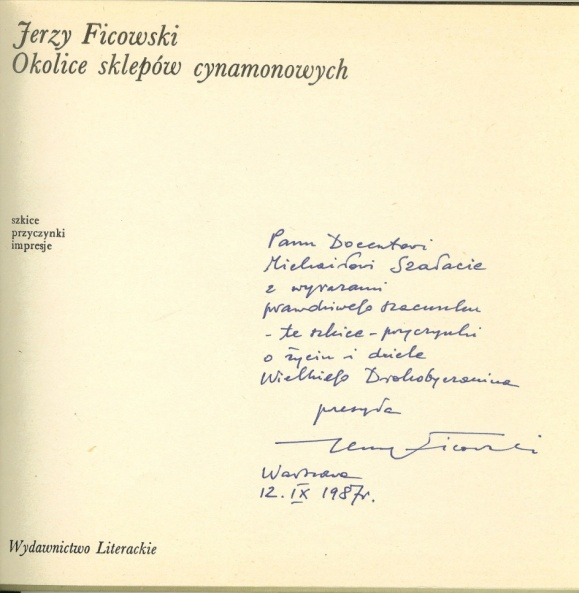 Jerzy Ficowski
Okolice sklepów cynamonowych
szkice
przyczynki
impresje
Panu Docentowi
Michałowi Szalacie
z wyrazami
prawdziwego szacunku
- te szkice - przyczynki
o życiu i dziele
Wielkiego Drohobyczanina
przesyła
Jerzy Ficowski
Warszawa
12. IX 1987r.
Wydawnictwo Literackie